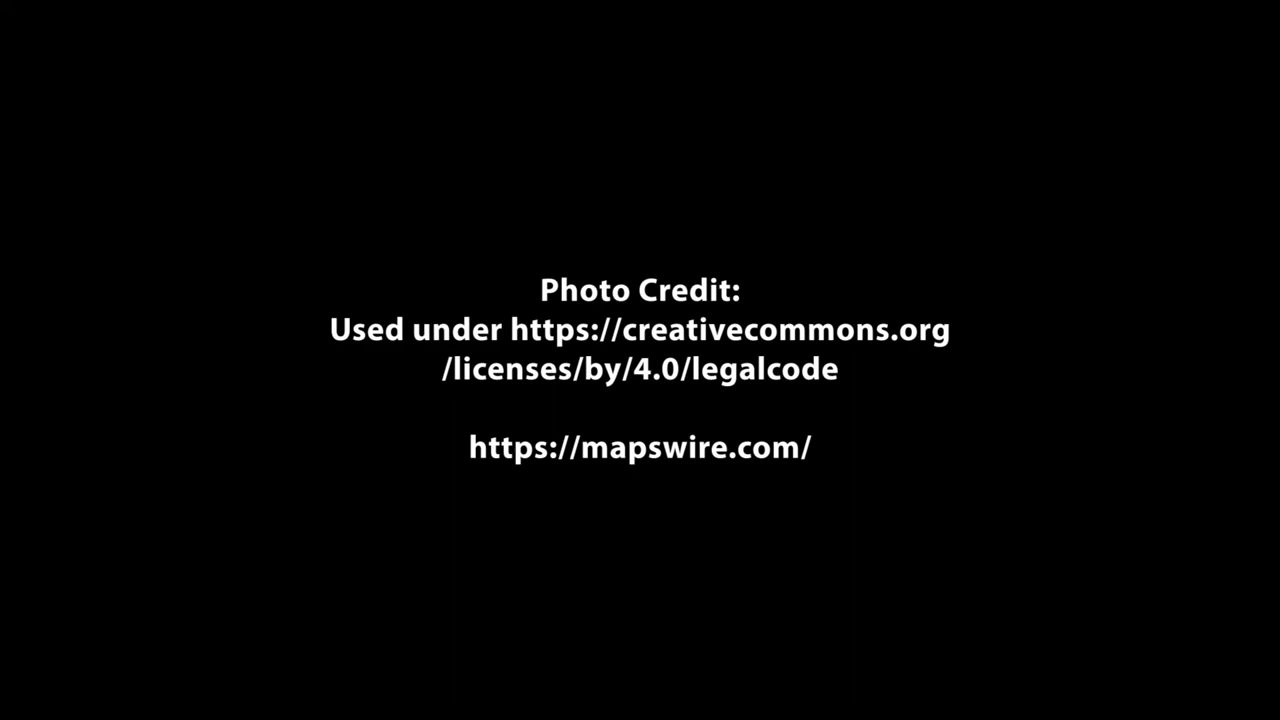 Photo Credit:
Used under https://creativecommons.org
/licenses/by/4.0/legalcode
https://mapswire.com/